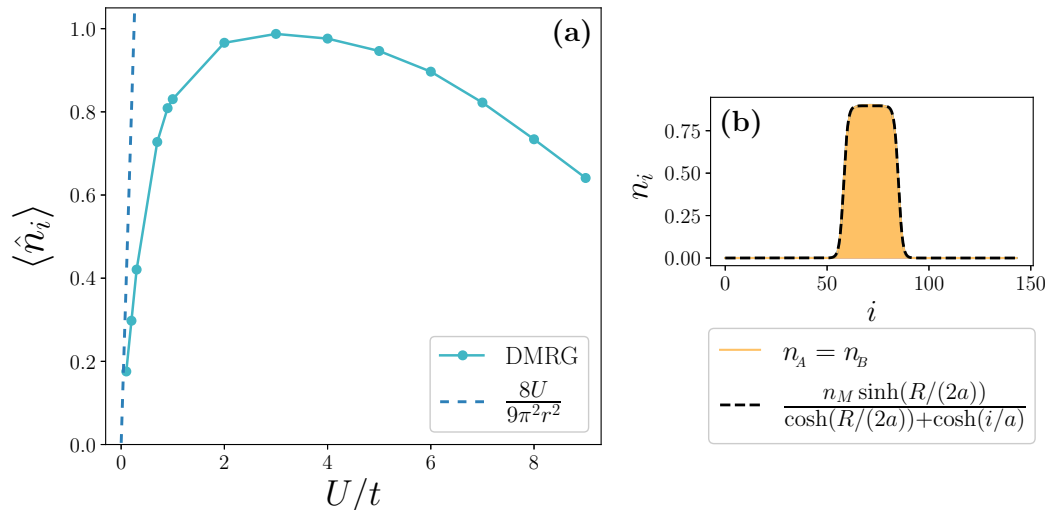 (a)
1.0
0.8
0.6
0.4
0.2
0.0
⟨n̂_i⟩
0 2 4 6 8
U/t
DMRG
8U/(9π²r²)
(b)
0.75
0.50
0.25
0.00
n_i
0 50 100 150
i
n_A = n_B
n_M sinh(R/(2a))
cosh(R/(2a))+cosh(i/a)